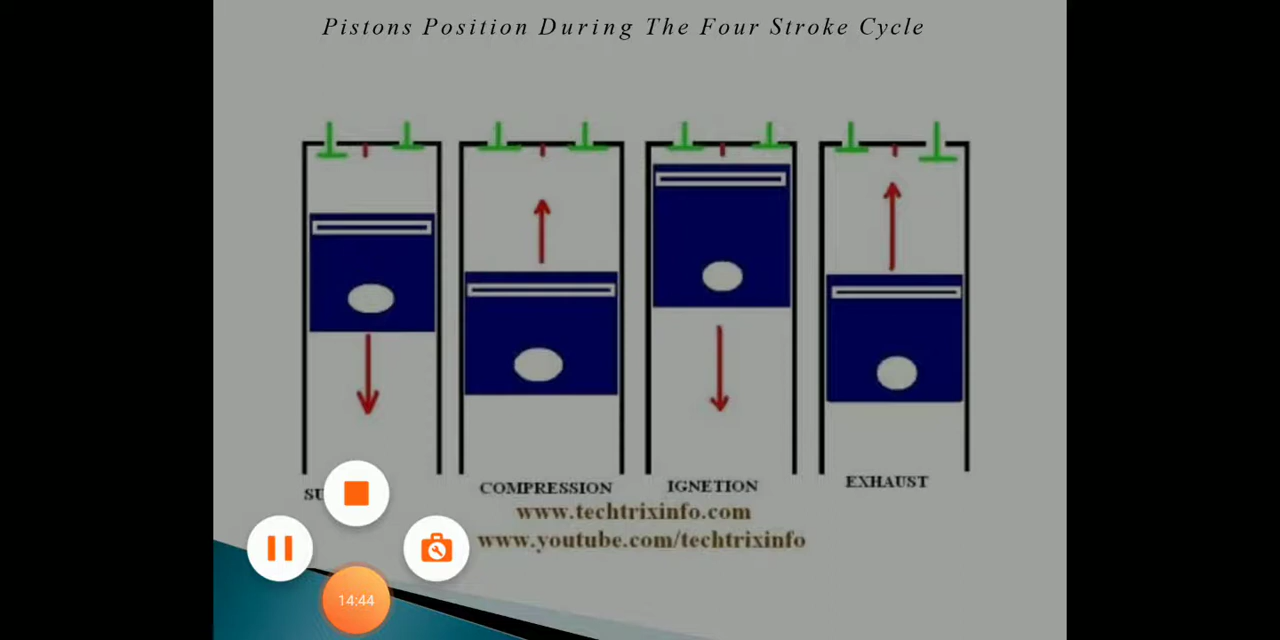 Pistons Position During The Four Stroke Cycle
COMPRESSION
IGNETION
EXHAUST
www.techtrixinfo.com
www.youtube.com/techtrixinfo
14:44